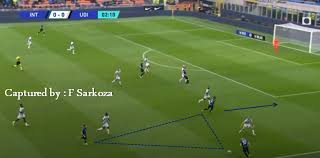 INT 0 - 0 UDI 02:18
Captured by : F Sarkoza